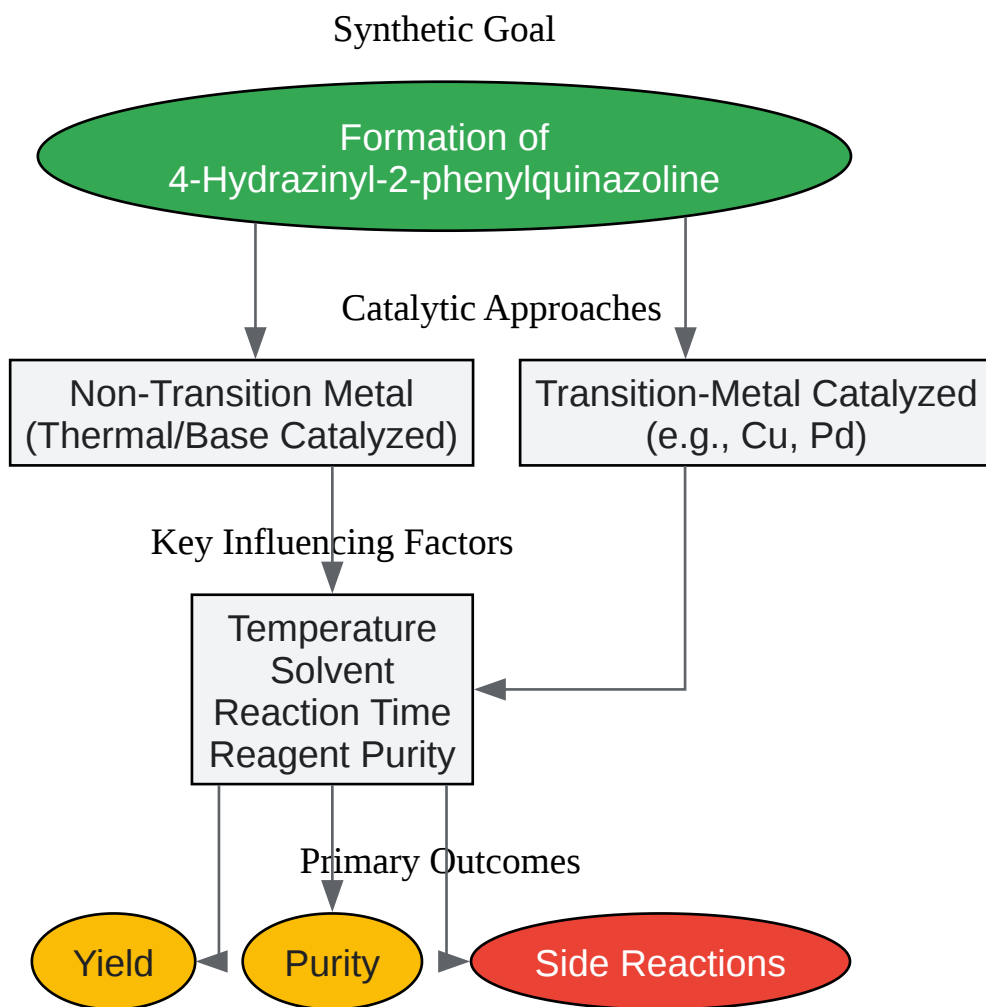 Synthetic Goal
Formation of
4-Hydrazinyl-2-phenylquinazoline
Catalytic Approaches
Non-Transition Metal
(Thermal/Base Catalyzed)
Transition-Metal Catalyzed
(e.g., Cu, Pd)
Key Influencing Factors
Temperature
Solvent
Reaction Time
Reagent Purity
Primary Outcomes
Yield
Purity
Side Reactions